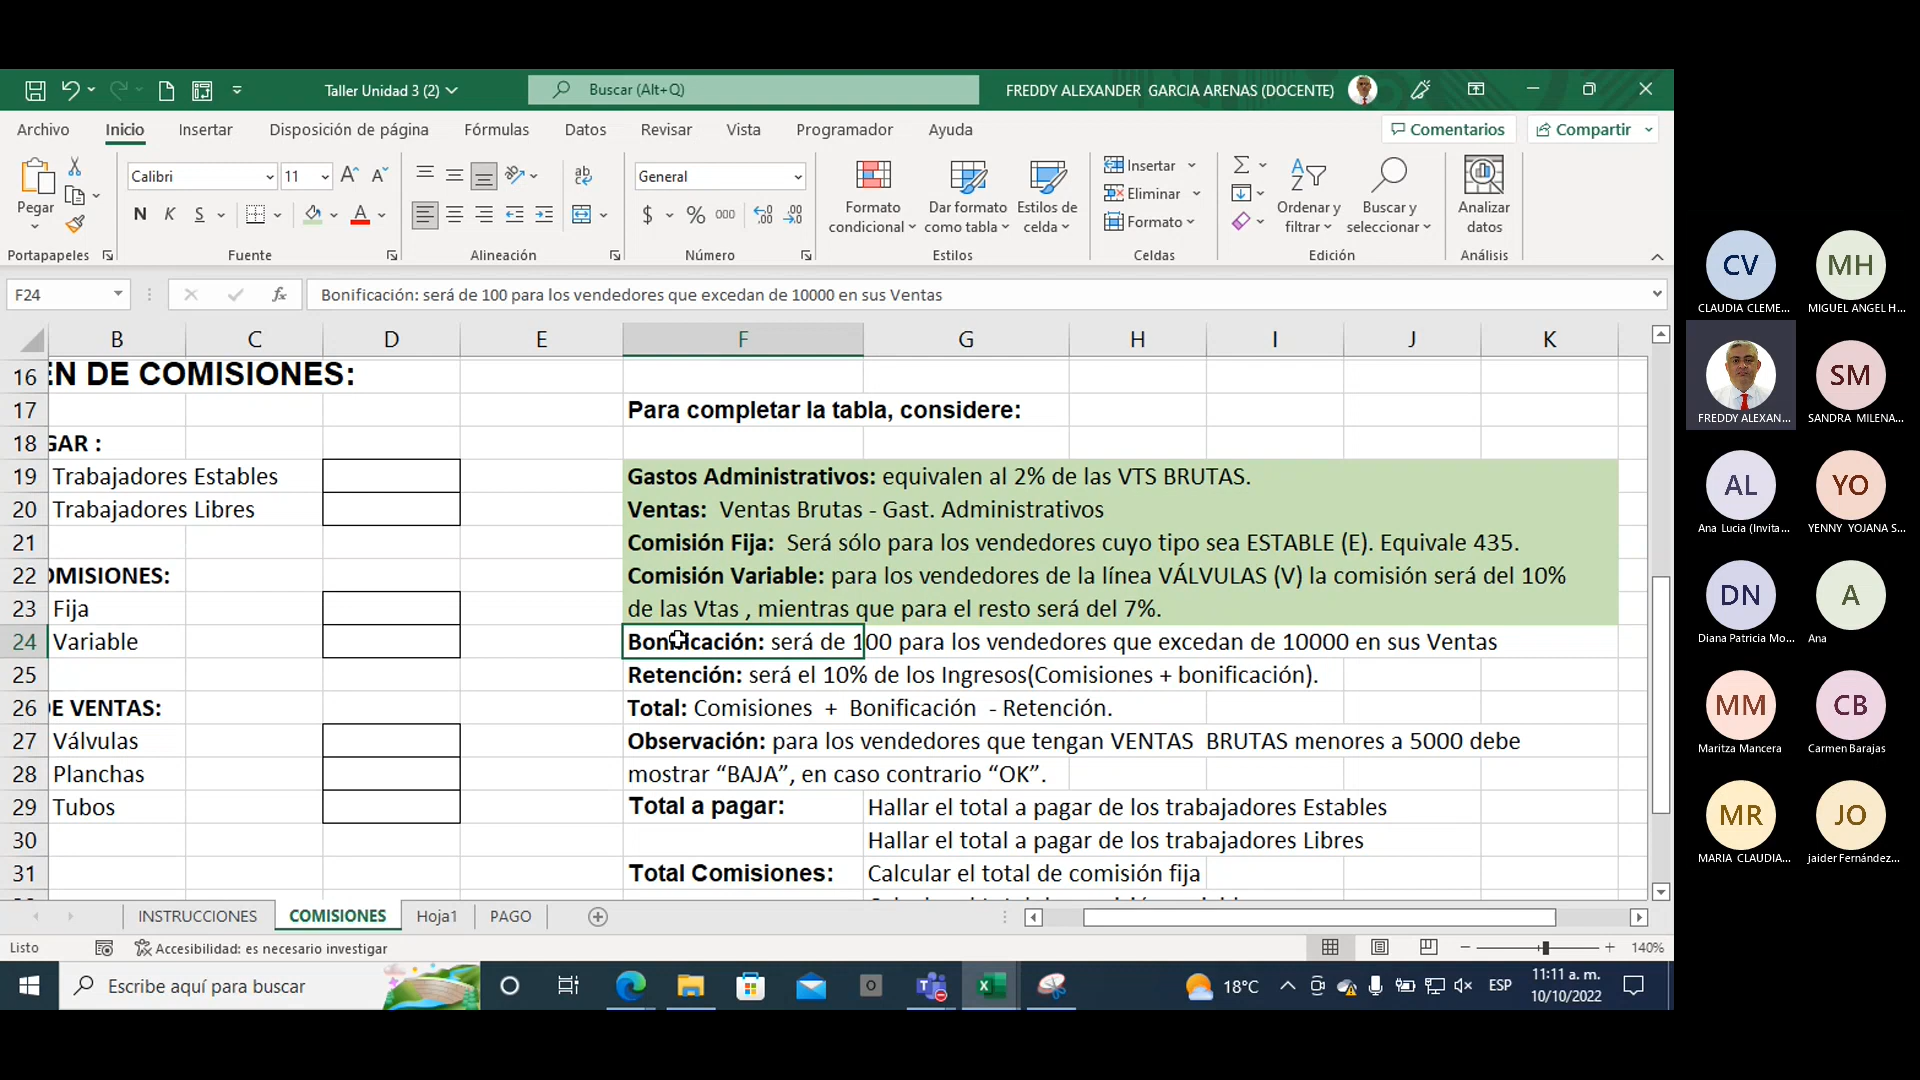 Taller Unidad 3 (2)
Buscar (Alt+Q)
FREDDY ALEXANDER GARCIA ARENAS (DOCENTE)
Archivo Inicio Insertar Disposición de página Fórmulas Datos Revisar Vista Programador Ayuda
Comentarios Compartir
Pegar
Calibri 11
General
N K S
$ % 000
Formato condicional
Dar formato como tabla
Estilos de celda
Insertar
Eliminar
Formato
Ordenar y filtrar
Buscar y seleccionar
Analizar datos
Portapapeles Fuente Alineación Número Estilos Celdas Edición Análisis
F24 fx Bonificación: será de 100 para los vendedores que excedan de 10000 en sus Ventas
B C D E F G H I J K
16 EN DE COMISIONES:
17 Para completar la tabla, considere:
18 GAR :
19 Trabajadores Estables Gastos Administrativos: equivalen al 2% de las VTS BRUTAS.
20 Trabajadores Libres Ventas: Ventas Brutas - Gast. Administrativos
21 Comisión Fija: Será sólo para los vendedores cuyo tipo sea ESTABLE (E). Equivale 435.
22 OMISIONES: Comisión Variable: para los vendedores de la línea VÁLVULAS (V) la comisión será del 10%
23 Fija de las Vtas , mientras que para el resto será del 7%.
24 Variable Bonificación: será de 100 para los vendedores que excedan de 10000 en sus Ventas
25 Retención: será el 10% de los Ingresos(Comisiones + bonificación).
26 DE VENTAS: Total: Comisiones + Bonificación - Retención.
27 Válvulas Observación: para los vendedores que tengan VENTAS BRUTAS menores a 5000 debe
28 Planchas mostrar “BAJA”, en caso contrario “OK”.
29 Tubos Total a pagar: Hallar el total a pagar de los trabajadores Estables
30 Hallar el total a pagar de los trabajadores Libres
31 Total Comisiones: Calcular el total de comisión fija
INSTRUCCIONES COMISIONES Hoja1 PAGO
Listo Accesibilidad: es necesario investigar 140%
Escribe aquí para buscar
18°C ESP
11:11 a. m.
10/10/2022
CV MH
CLAUDIA CLEME... MIGUEL ANGEL H...
SM
FREDDY ALEXAN... SANDRA MILENA...
AL YO
Ana Lucia (Invita... YENNY YOJANA S...
DN A
Diana Patricia Mo... Ana
MM CB
Maritza Mancera Carmen Barajas
MR JO
MARIA CLAUDIA... jaider Fernández...